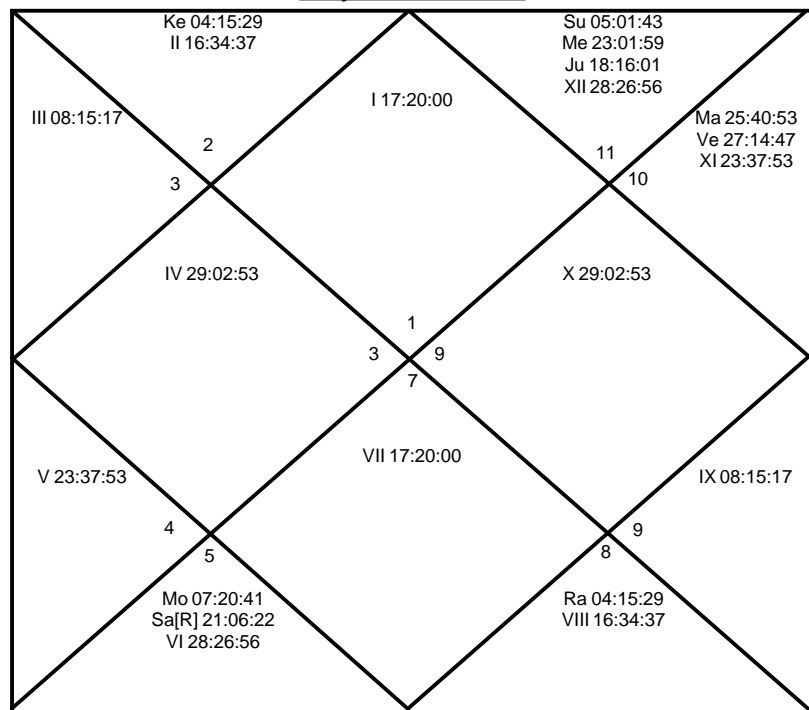 Ke 04:15:29
II 16:34:37
Su 05:01:43
Me 23:01:59
Ju 18:16:01
XII 28:26:56
I 17:20:00
III 08:15:17
Ma 25:40:53
Ve 27:14:47
XI 23:37:53
2
11
3
10
IV 29:02:53
X 29:02:53
1
3
9
7
VII 17:20:00
V 23:37:53
IX 08:15:17
4
9
5
8
Mo 07:20:41
Sa[R] 21:06:22
VI 28:26:56
Ra 04:15:29
VIII 16:34:37